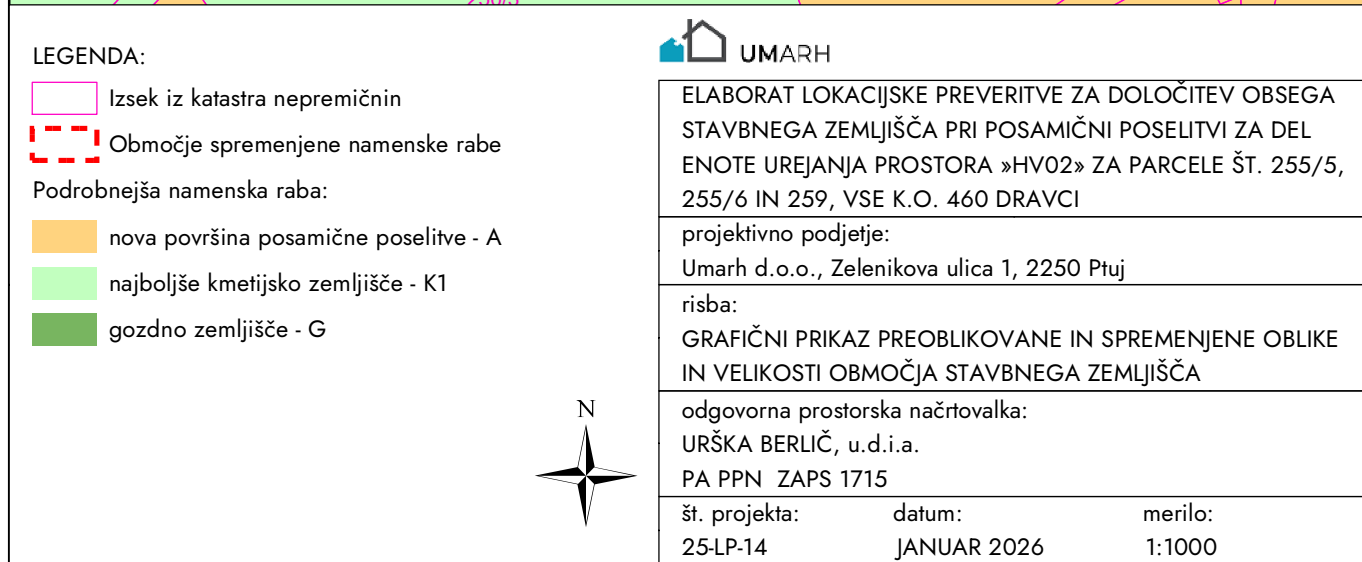 LEGENDA:
Izsek iz katastra nepremičnin
Območje spremenjene namenske rabe
Podrobnejša namenska raba:
nova površina posamične poselitve - A
najboljše kmetijsko zemljišče - K1
gozdno zemljišče - G
N
UMARH
ELABORAT LOKACIJSKE PREVERITVE ZA DOLOČITEV OBSEGA
STAVBNEGA ZEMLJIŠČA PRI POSAMIČNI POSELITVI ZA DEL
ENOTE UREJANJA PROSTORA »HV02« ZA PARCELE ŠT. 255/5,
255/6 IN 259, VSE K.O. 460 DRAVCI
projektivno podjetje:
Umarh d.o.o., Zelenikova ulica 1, 2250 Ptuj
risba:
GRAFIČNI PRIKAZ PREOBLIKOVANE IN SPREMENJENE OBLIKE
IN VELIKOSTI OBMOČJA STAVBNEGA ZEMLJIŠČA
odgovorna prostorska načrtovalka:
URŠKA BERLIČ, u.d.i.a.
PA PPN ZAPS 1715
št. projekta: datum: merilo:
25-LP-14 JANUAR 2026 1:1000